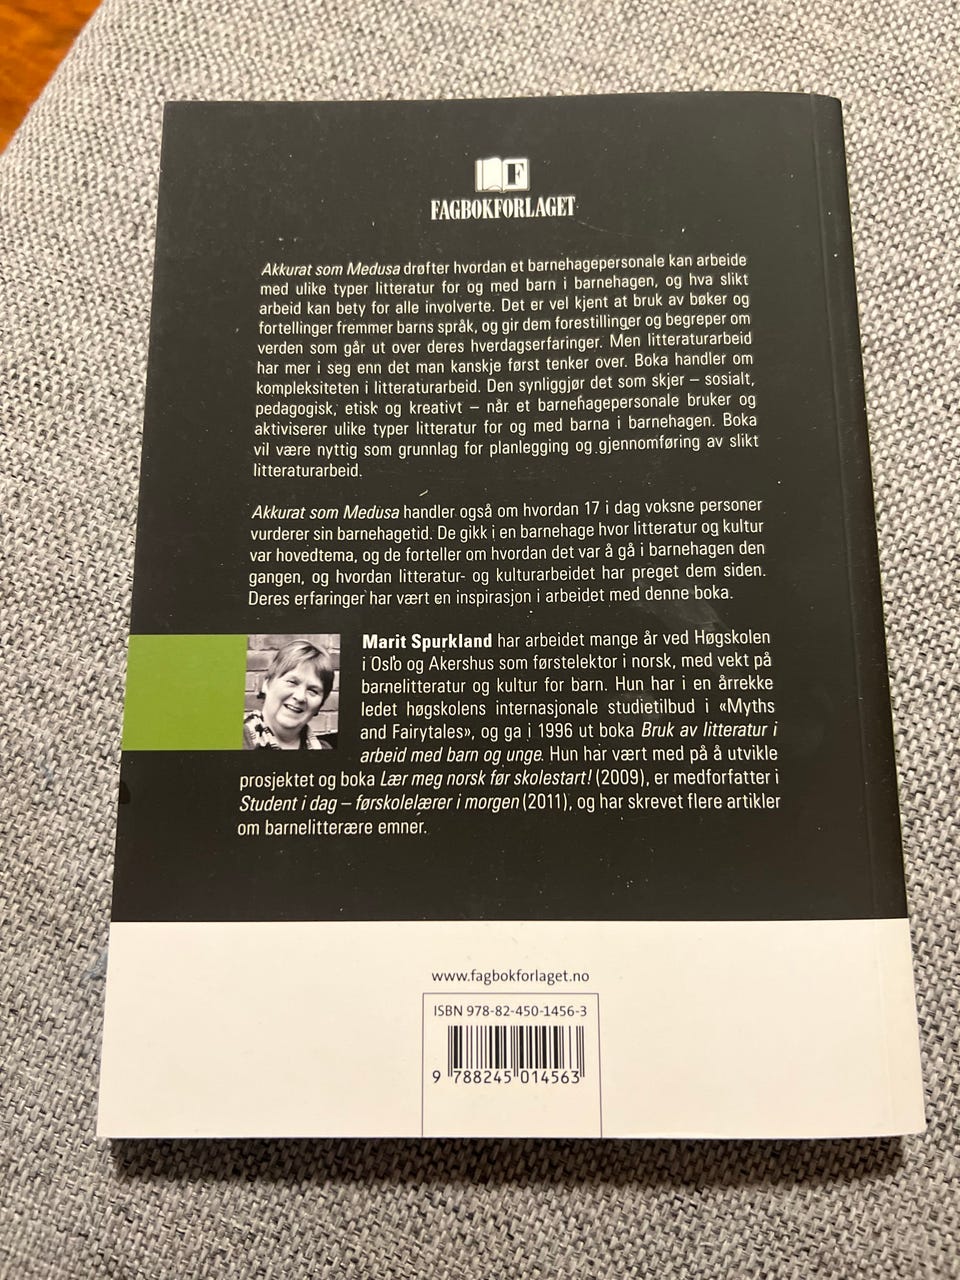 F
FAGBOKFORLAGET
Akkurat som Medusa drøfter hvordan et barnehagepersonale kan arbeide
med ulike typer litteratur for og med barn i barnehagen, og hva slikt
arbeid kan bety for alle involverte. Det er vel kjent at bruk av bøker og
fortellinger fremmer barns språk, og gir dem forestillinger og begreper om
verden som går ut over deres hverdagserfaringer. Men litteraturarbeid
har mer i seg enn det man kanskje først tenker over. Boka handler om
kompleksiteten i litteraturarbeid. Den synliggjør det som skjer – sosialt,
pedagogisk, etisk og kreativt – når et barnehagepersonale bruker og
aktiviserer ulike typer litteratur for og med barna i barnehagen. Boka
vil være nyttig som grunnlag for planlegging og gjennomføring av slikt
litteraturarbeid.
Akkurat som Medusa handler også om hvordan 17 i dag voksne personer
vurderer sin barnehagetid. De gikk i en barnehage hvor litteratur og kultur
var hovedtema, og de forteller om hvordan det var å gå i barnehagen den
gangen, og hvordan litteratur- og kulturarbeidet har preget dem siden.
Deres erfaringer har vært en inspirasjon i arbeidet med denne boka.
Marit Spurkland har arbeidet mange år ved Høgskolen
i Oslo og Akershus som førstelektor i norsk, med vekt på
barnelitteratur og kultur for barn. Hun har i en årrekke
ledet høgskolens internasjonale studietilbud i «Myths
and Fairytales», og ga i 1996 ut boka Bruk av litteratur i
arbeid med barn og unge. Hun har vært med på å utvikle
prosjektet og boka Lær meg norsk før skolestart! (2009), er medforfatter i
Student i dag – førskolelærer i morgen (2011), og har skrevet flere artikler
om barnelitterære emner.
www.fagbokforlaget.no
ISBN 978-82-450-1456-3
9 788245 014563